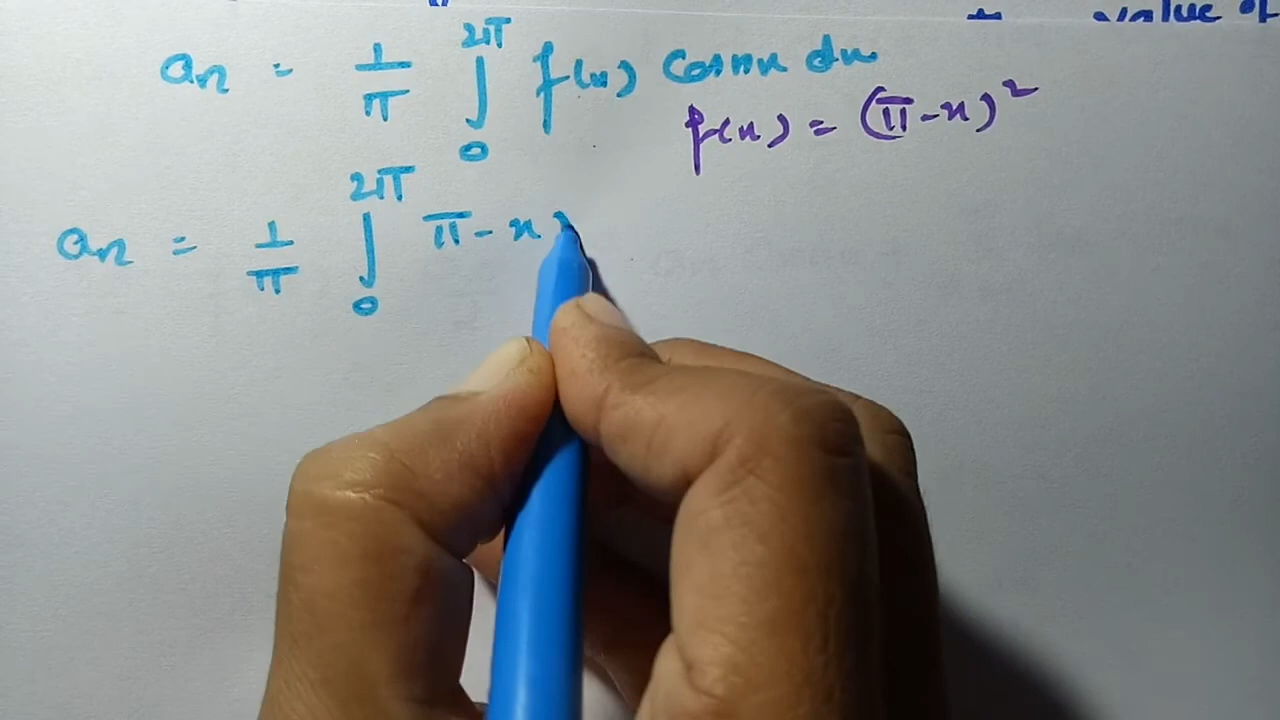 value of
an = 1/π ∫₀^2π f(x) cosnx dx
f(x) = (π-x)²
an = 1/π ∫₀^2π π-x)